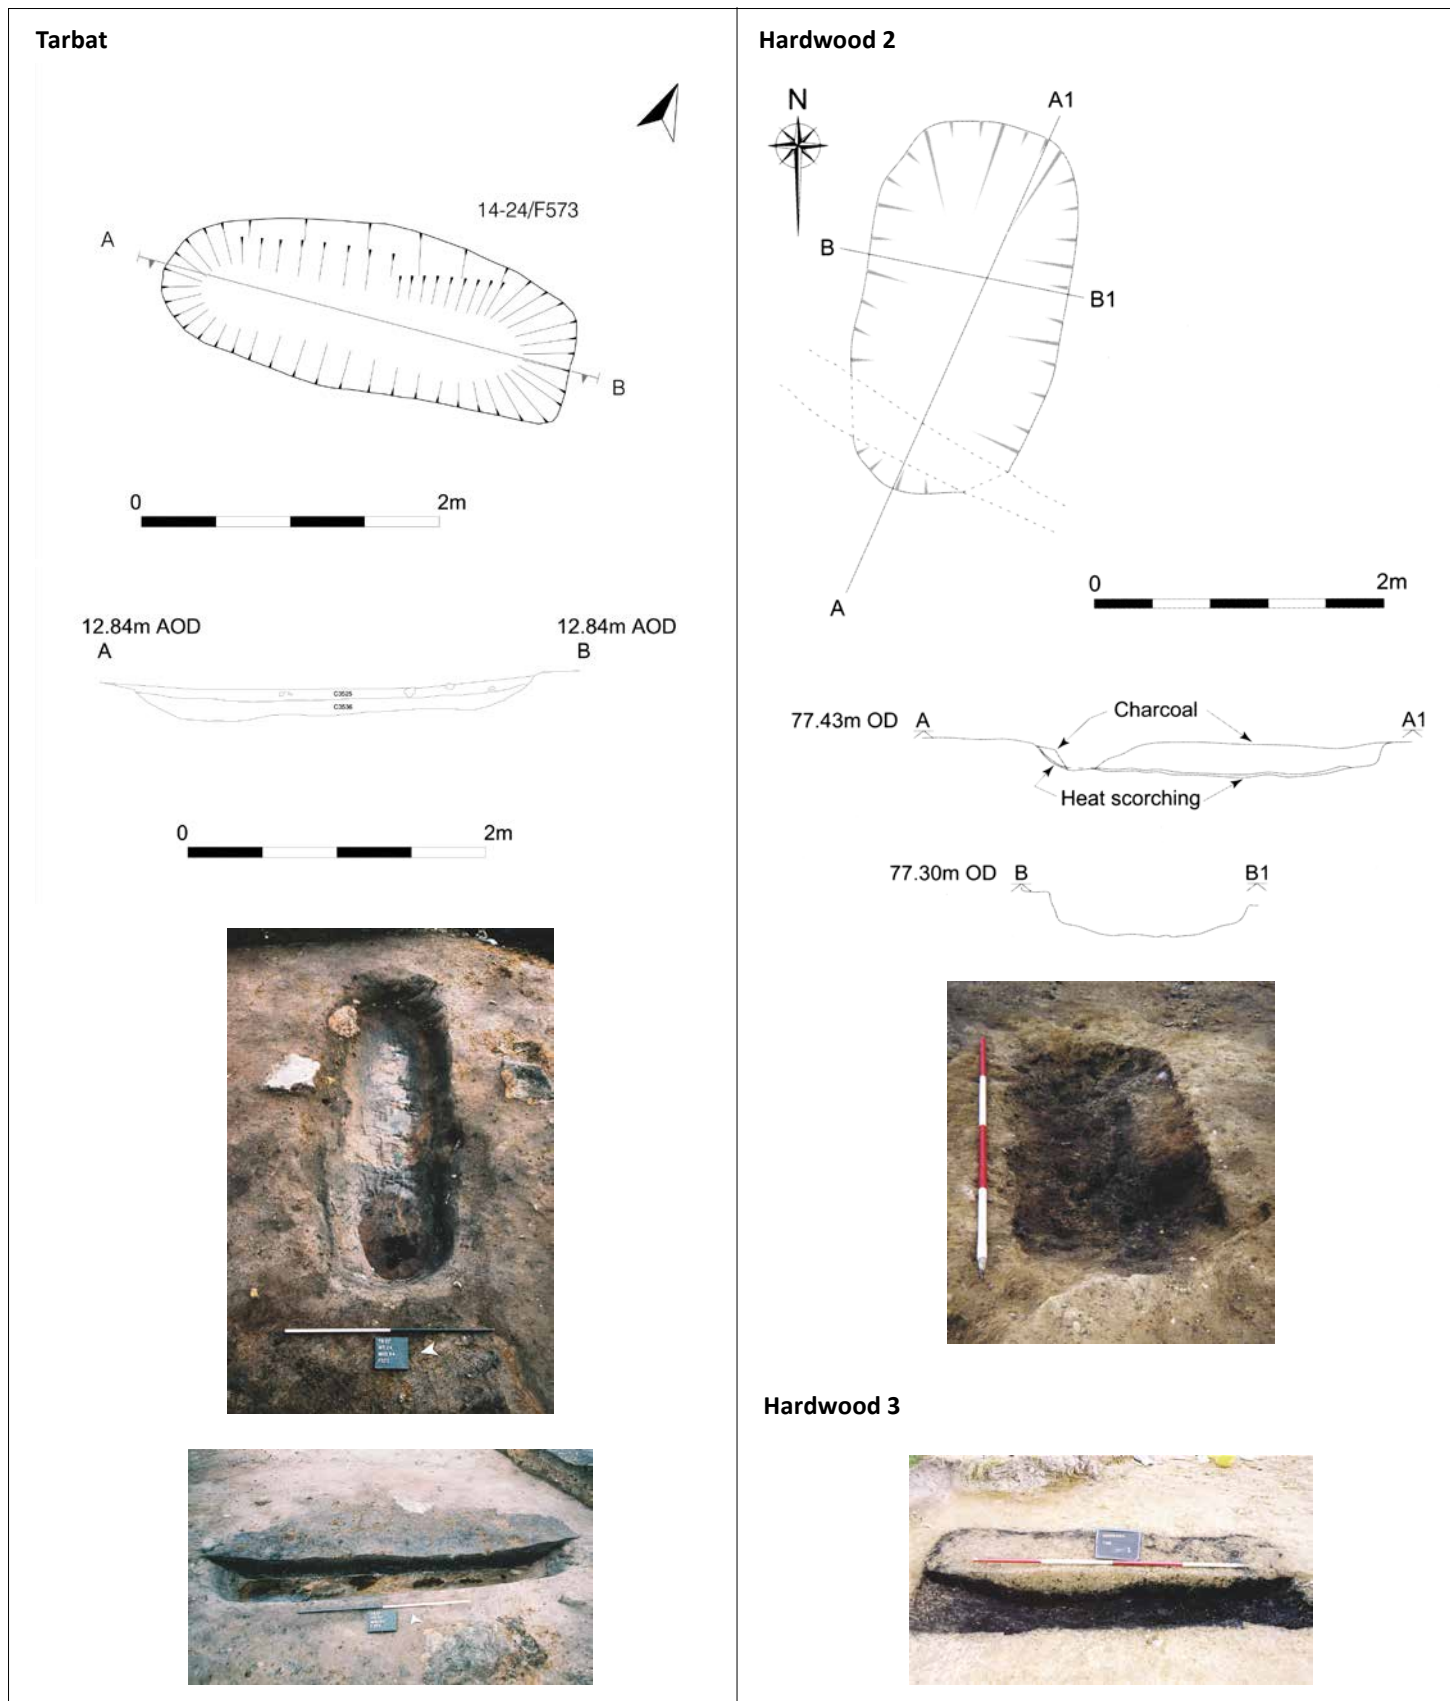 Tarbat
14-24/F573
A
B
0 2m
12.84m AOD 12.84m AOD
A B
C3525
C3536
0 2m
Hardwood 2
N
A1
B
B1
A
0 2m
Charcoal
77.43m OD A A1
Heat scorching
77.30m OD B B1
Hardwood 3